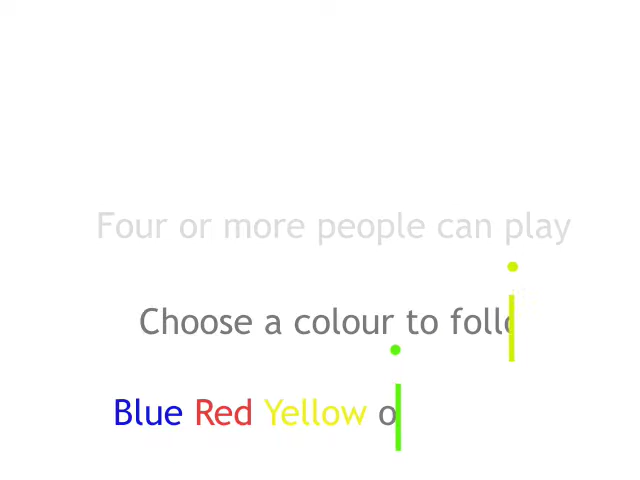 Four or more people can play
Choose a colour to follo
Blue Red Yellow o